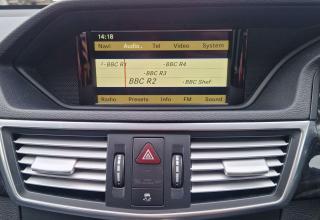 14:18
Navi Audio Tel Video System
BBC R1 BBC R4
BBC R3
BBC R2 BBC Shef
Radio Presets Info FM Sound